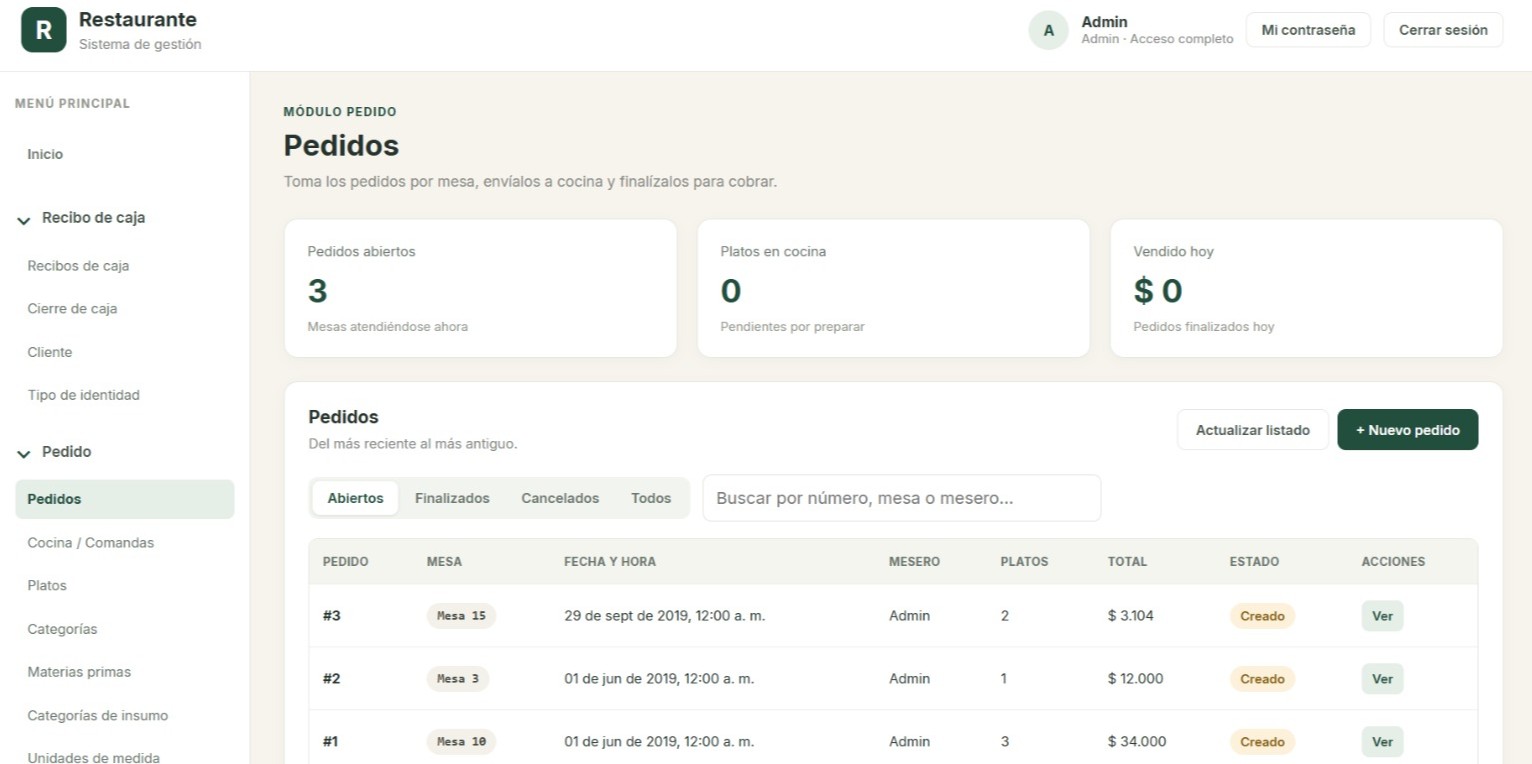 R
Restaurante
Sistema de gestión
A
Admin
Admin · Acceso completo
Mi contraseña
Cerrar sesión
MENÚ PRINCIPAL
Inicio
Recibo de caja
Recibos de caja
Cierre de caja
Cliente
Tipo de identidad
Pedido
Pedidos
Cocina / Comandas
Platos
Categorías
Materias primas
Categorías de insumo
Unidades de medida
MÓDULO PEDIDO
Pedidos
Toma los pedidos por mesa, envíalos a cocina y finalízalos para cobrar.
Pedidos abiertos
3
Mesas atendiéndose ahora
Platos en cocina
0
Pendientes por preparar
Vendido hoy
$ 0
Pedidos finalizados hoy
Pedidos
Del más reciente al más antiguo.
Actualizar listado
+ Nuevo pedido
Abiertos Finalizados Cancelados Todos
Buscar por número, mesa o mesero...
PEDIDO MESA FECHA Y HORA MESERO PLATOS TOTAL ESTADO ACCIONES
#3 Mesa 15 29 de sept de 2019, 12:00 a. m. Admin 2 $ 3.104 Creado Ver
#2 Mesa 3 01 de jun de 2019, 12:00 a. m. Admin 1 $ 12.000 Creado Ver
#1 Mesa 10 01 de jun de 2019, 12:00 a. m. Admin 3 $ 34.000 Creado Ver